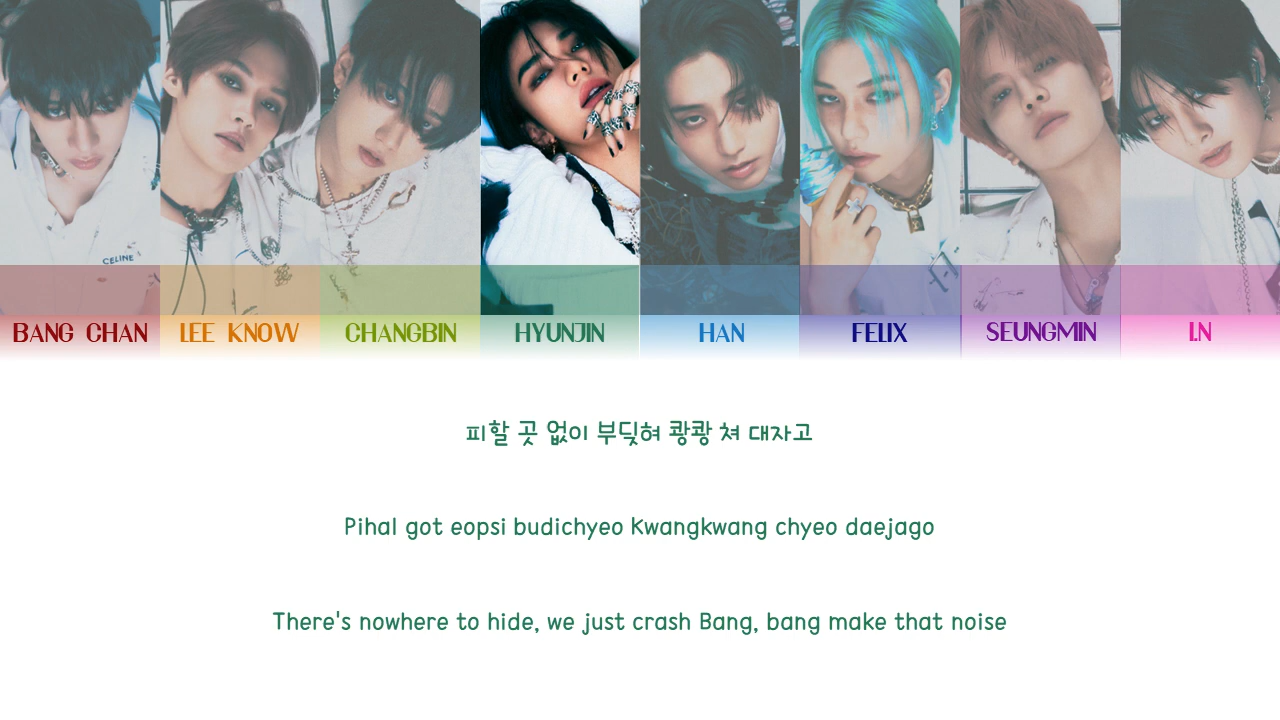 CELINE
BANG CHAN LEE KNOW CHANGBIN HYUNJIN HAN FELIX SEUNGMIN I.N
피할 곳 없이 부딪혀 쾅쾅 쳐 대자고
Pihal got eopsi budichyeo Kwangkwang chyeo daejago
There's nowhere to hide, we just crash Bang, bang make that noise